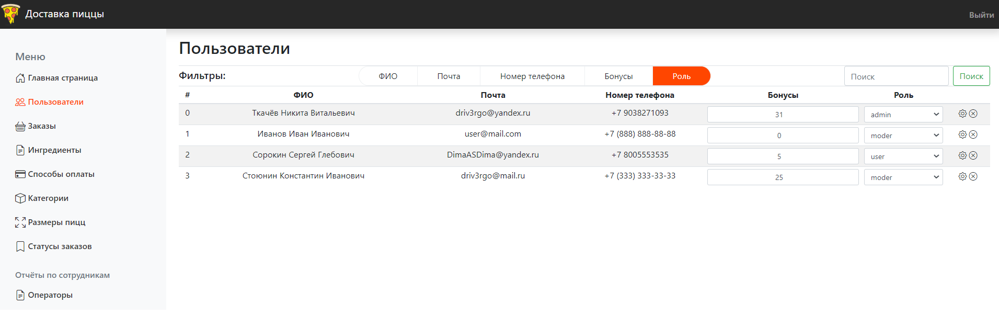 Доставка пиццы
Выйти
Меню
Главная страница
Пользователи
Заказы
Ингредиенты
Способы оплаты
Категории
Размеры пицц
Статусы заказов
Отчёты по сотрудникам
Операторы
Пользователи
Фильтры: ФИО Почта Номер телефона Бонусы Роль Поиск Поиск
# ФИО Почта Номер телефона Бонусы Роль
0 Ткачёв Никита Витальевич driv3rgo@yandex.ru +7 9038271093 31 admin
1 Иванов Иван Иванович user@mail.com +7 (888) 888-88-88 0 moder
2 Сорокин Сергей Глебович DimaASDima@yandex.ru +7 8005553535 5 user
3 Стоюнин Константин Иванович driv3rgo@mail.ru +7 (333) 333-33-33 25 moder